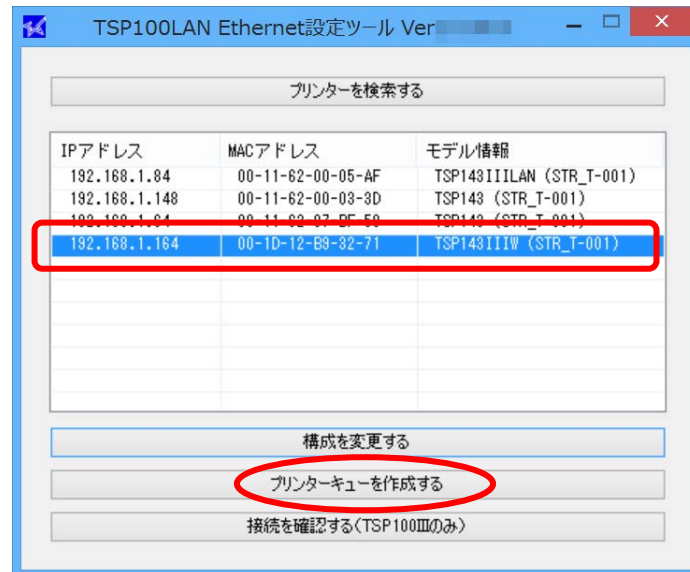 TSP100LAN Ethernet設定ツール Ver
プリンターを検索する
IPアドレス MACアドレス モデル情報
192.168.1.84 00-11-62-00-05-AF TSP143IIILAN (STR_T-001)
192.168.1.148 00-11-62-00-03-3D TSP143 (STR_T-001)
TSP143 (STR_T-001)
192.168.1.164 00-1D-12-B9-32-71 TSP143IIIW (STR_T-001)
構成を変更する
プリンターキューを作成する
接続を確認する(TSP100IIIのみ)